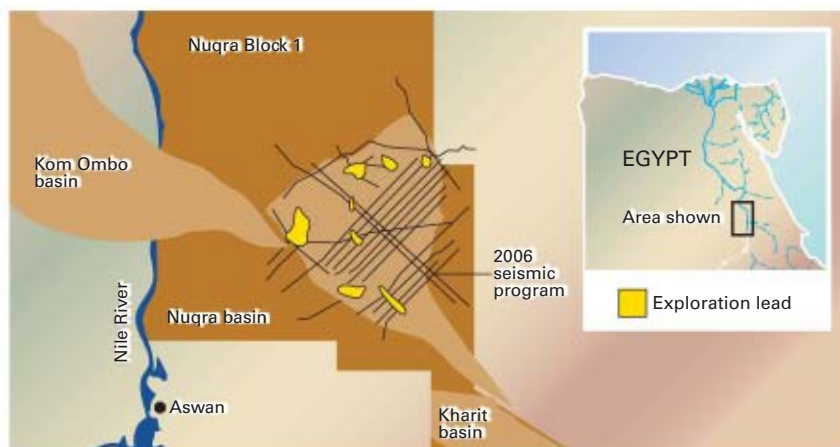 Nuqra Block 1
Kom Ombo
basin
EGYPT
Area shown
2006
seismic
program
Exploration lead
Nuqra basin
Nile River
Aswan
Kharit
basin